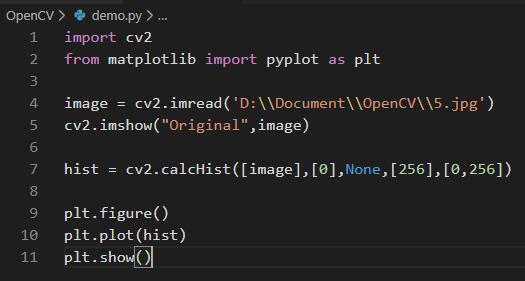 OpenCV > demo.py > ...
1 import cv2
2 from matplotlib import pyplot as plt
3
4 image = cv2.imread('D:\\Document\\OpenCV\\5.jpg')
5 cv2.imshow("Original",image)
6
7 hist = cv2.calcHist([image],[0],None,[256],[0,256])
8
9 plt.figure()
10 plt.plot(hist)
11 plt.show()